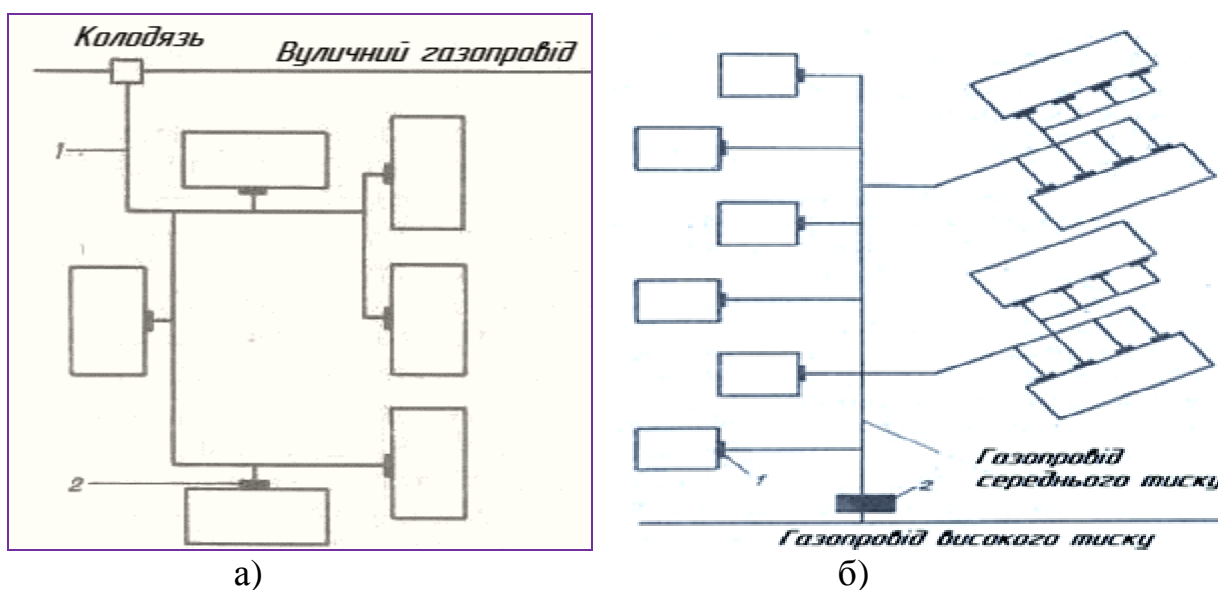 Колодязь
Вуличний газопровід
1
2
а)
1
2
Газопровід
середнього тиску
Газопровід високого тиску
б)